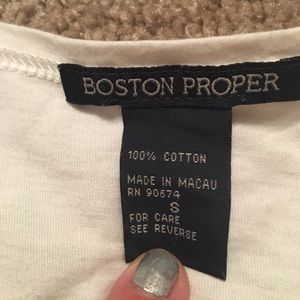 BOSTON PROPER
100% COTTON
MADE IN MACAU
RN 90674
S
FOR CARE
SEE REVERSE